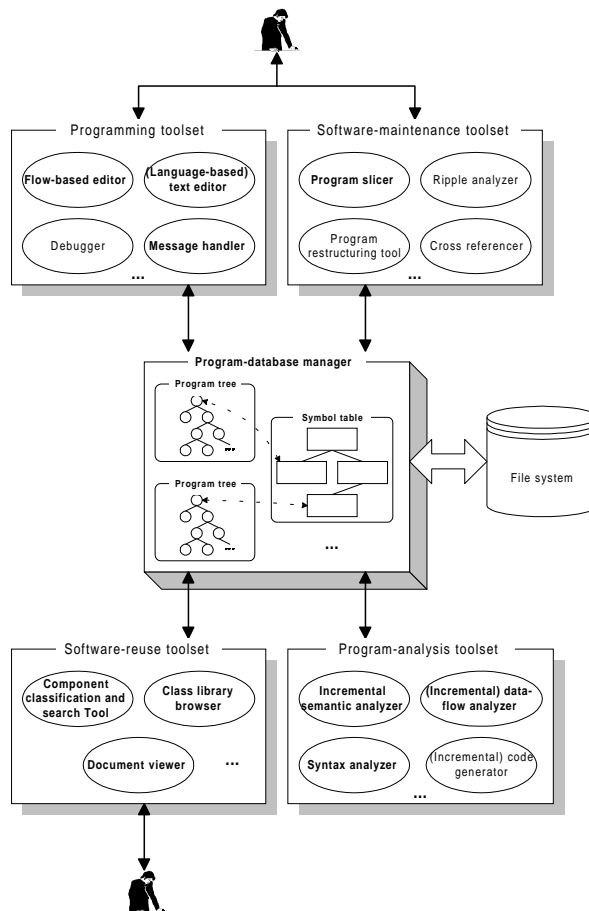 Programming toolset
Flow-based editor
(Language-based)
text editor
Debugger
Message handler
...
Software-maintenance toolset
Program slicer
Ripple analyzer
Program
restructuring tool
Cross referencer
...
Program-database manager
Program tree
Symbol table
Program tree
...
File system
Software-reuse toolset
Component
classification and
search Tool
Class library
browser
Document viewer
...
Program-analysis toolset
Incremental
semantic analyzer
(Incremental) data-
flow analyzer
Syntax analyzer
(Incremental) code
generator
...